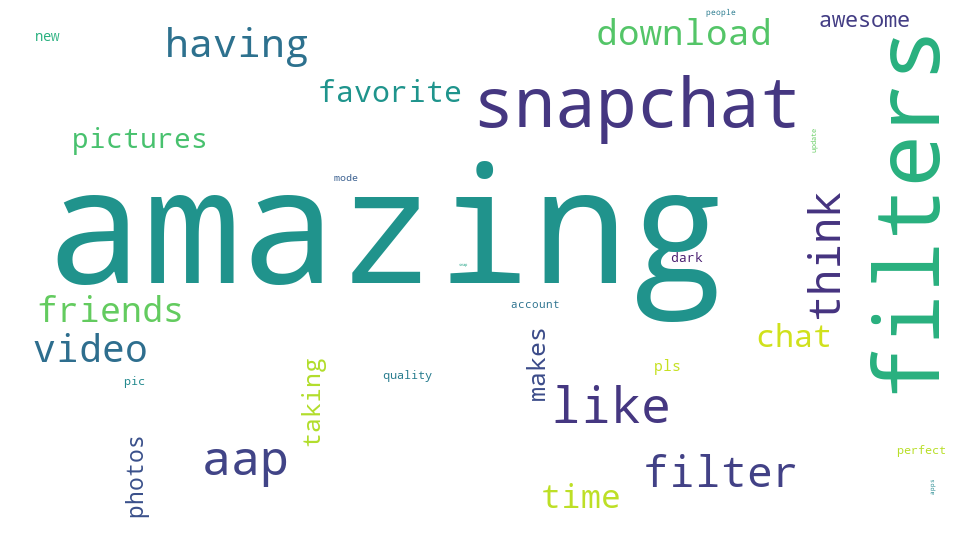 people
new
having
download
awesome
filters
snapchat
favorite
pictures
update
mode
amazing
think
dark
friends
account
video
chat
makes
pls
taking
quality
pic
like
photos
aap
filter
perfect
time
apps